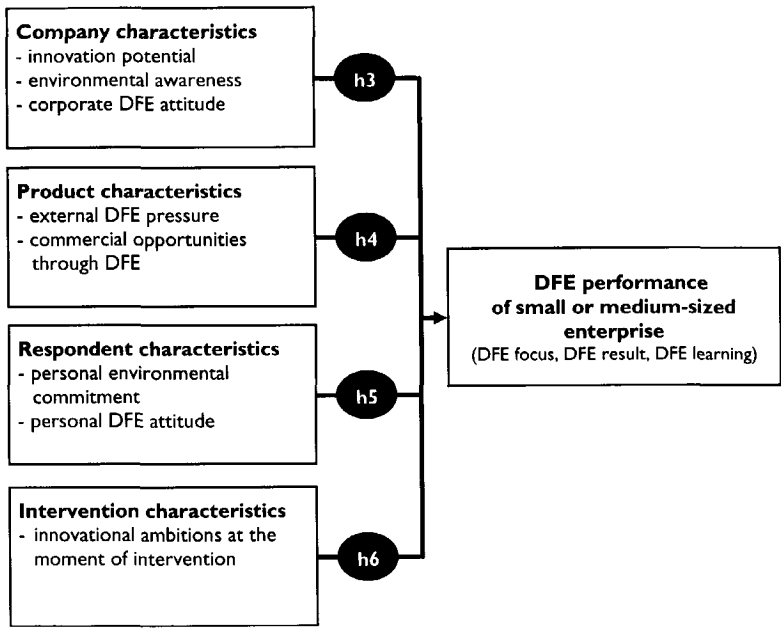 Company characteristics
- innovation potential
- environmental awareness
- corporate DFE attitude
h3
Product characteristics
- external DFE pressure
- commercial opportunities
through DFE
h4
Respondent characteristics
- personal environmental
commitment
- personal DFE attitude
h5
Intervention characteristics
- innovational ambitions at the
moment of intervention
h6
DFE performance
of small or medium-sized
enterprise
(DFE focus, DFE result, DFE learning)